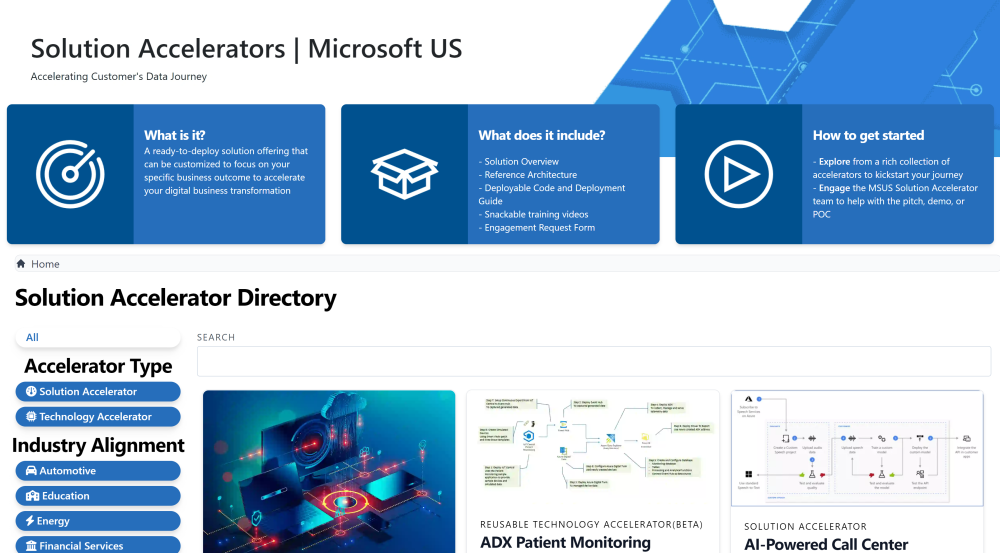 Solution Accelerators | Microsoft US
Accelerating Customer's Data Journey
What is it?
A ready-to-deploy solution offering that
can be customized to focus on your
specific business outcome to accelerate
your digital business transformation
What does it include?
- Solution Overview
- Reference Architecture
- Deployable Code and Deployment
Guide
- Snackable training videos
- Engagement Request Form
How to get started
- Explore from a rich collection of
accelerators to kickstart your journey
- Engage the MSUS Solution Accelerator
team to help with the pitch, demo, or
POC
Home
Solution Accelerator Directory
All
Accelerator Type
Solution Accelerator
Technology Accelerator
Industry Alignment
Automotive
Education
Energy
Financial Services
SEARCH
REUSABLE TECHNOLOGY ACCELERATOR(BETA)
ADX Patient Monitoring
SOLUTION ACCELERATOR
AI-Powered Call Center